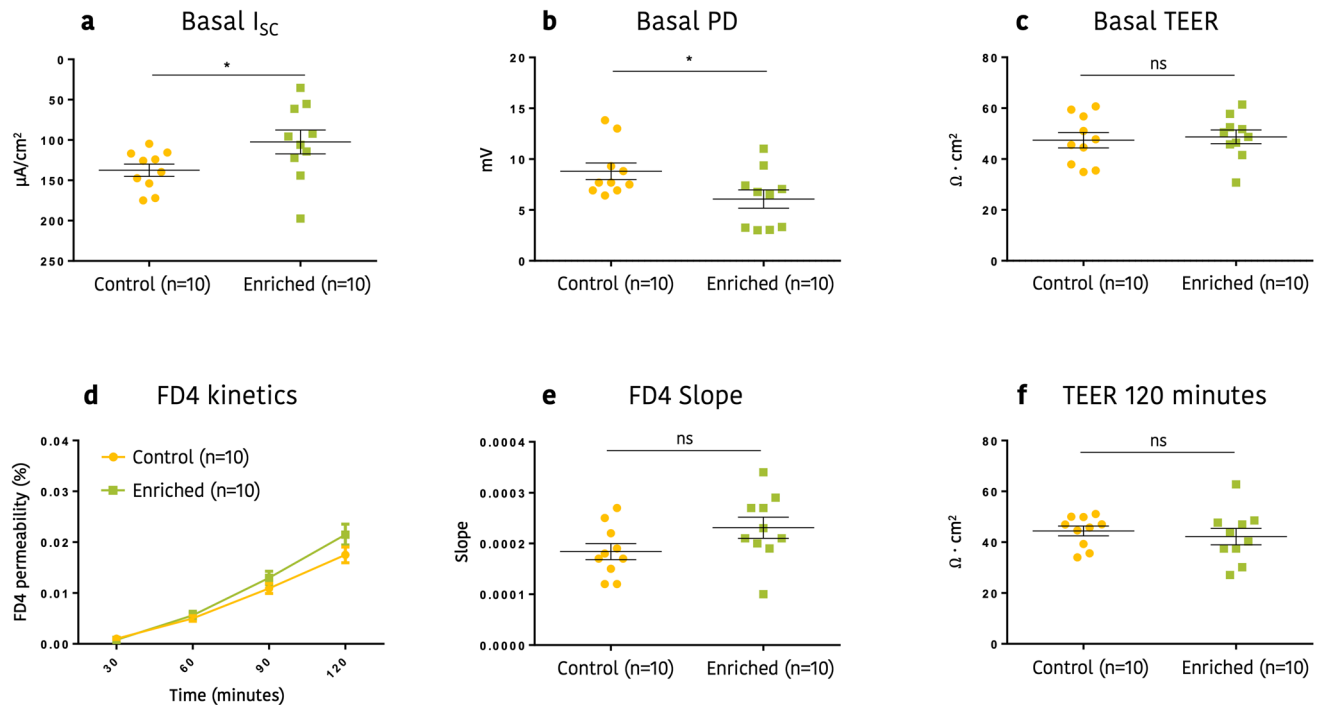 a Basal ISC
0
50
100
150
200
250
µA/cm²
*
Control (n=10) Enriched (n=10)
b Basal PD
20
15
10
5
0
mV
*
Control (n=10) Enriched (n=10)
c Basal TEER
80
60
40
20
0
Ω · cm²
ns
Control (n=10) Enriched (n=10)
d FD4 kinetics
0.04
0.03
0.02
0.01
0.00
FD4 permeability (%)
Control (n=10)
Enriched (n=10)
30 60 90 120
Time (minutes)
e FD4 Slope
0.0004
0.0003
0.0002
0.0001
0.0000
Slope
ns
Control (n=10) Enriched (n=10)
f TEER 120 minutes
80
60
40
20
0
Ω · cm²
ns
Control (n=10) Enriched (n=10)